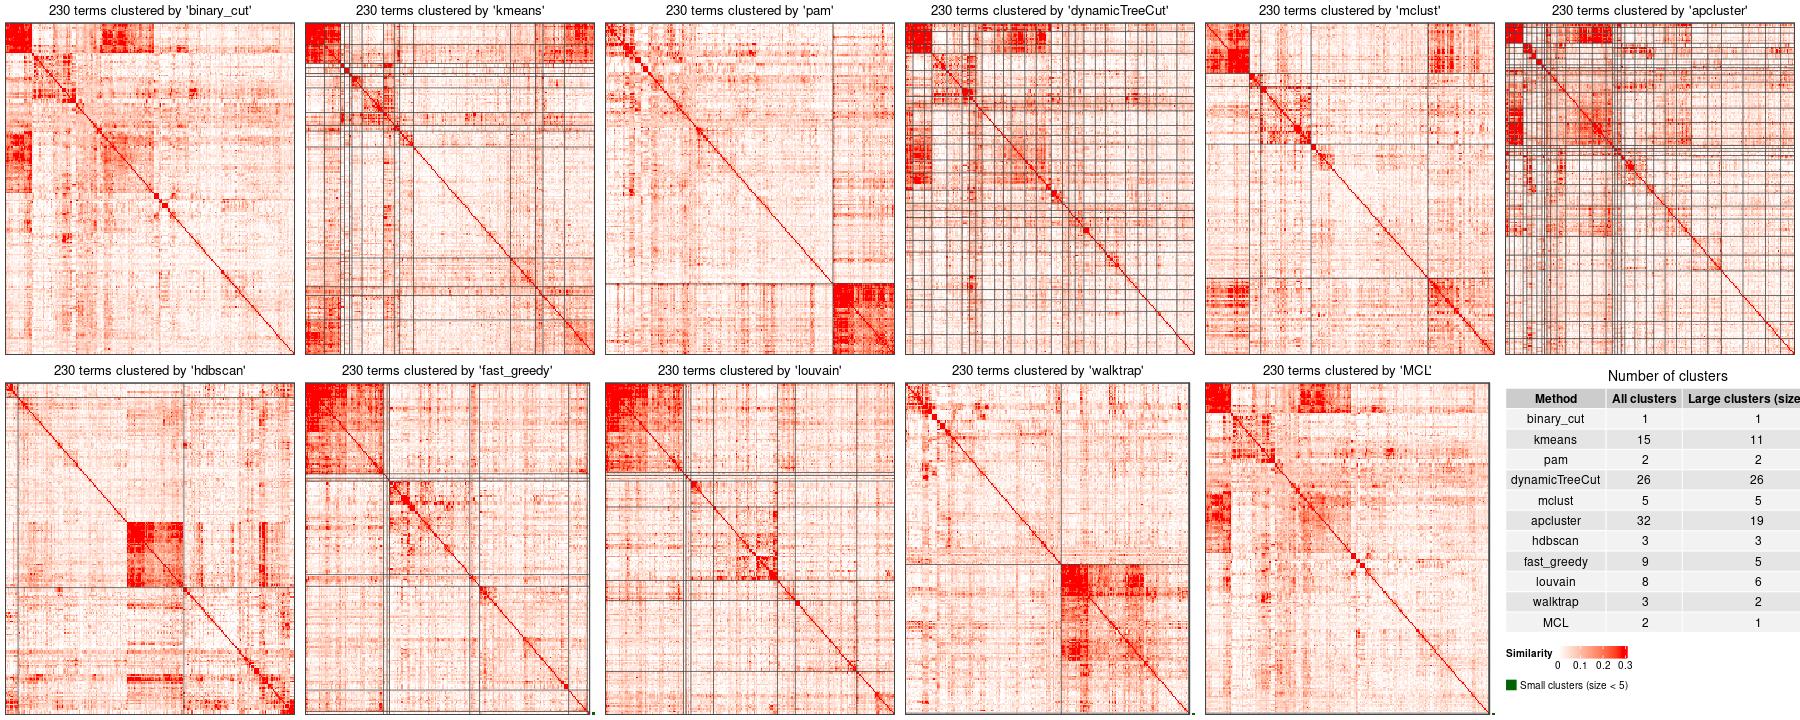 230 terms clustered by 'binary_cut'
230 terms clustered by 'kmeans'
230 terms clustered by 'pam'
230 terms clustered by 'dynamicTreeCut'
230 terms clustered by 'mclust'
230 terms clustered by 'apcluster'
230 terms clustered by 'hdbscan'
230 terms clustered by 'fast_greedy'
230 terms clustered by 'louvain'
230 terms clustered by 'walktrap'
230 terms clustered by 'MCL'
Number of clusters
Method All clusters Large clusters (size
binary_cut 1 1
kmeans 15 11
pam 2 2
dynamicTreeCut 26 26
mclust 5 5
apcluster 32 19
hdbscan 3 3
fast_greedy 9 5
louvain 8 6
walktrap 3 2
MCL 2 1
Similarity
0 0.1 0.2 0.3
Small clusters (size < 5)